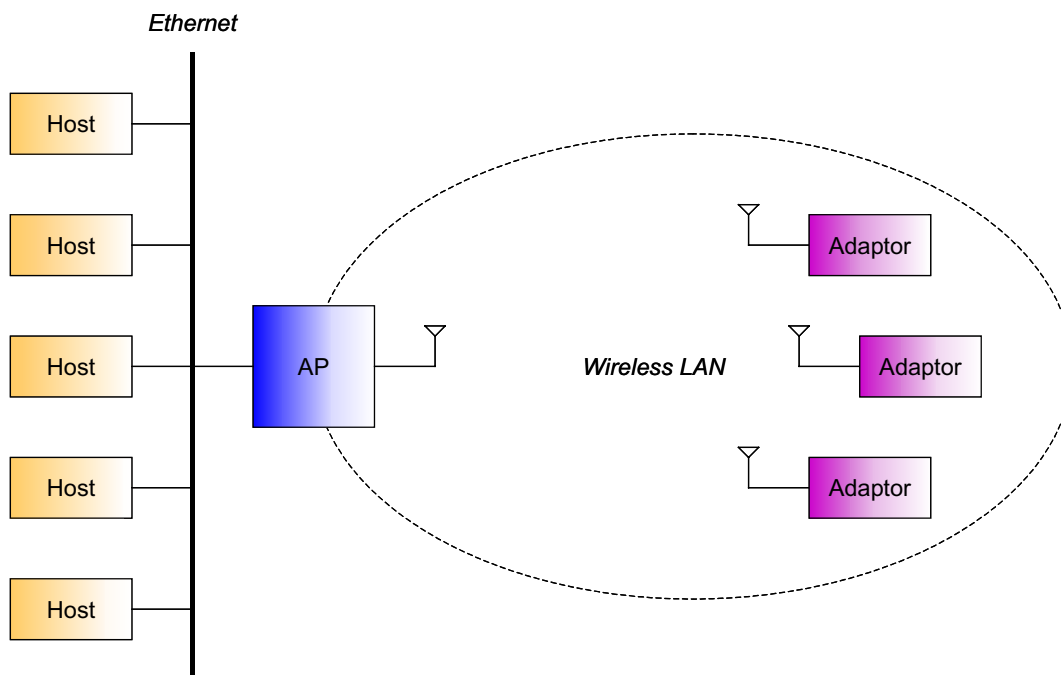 Ethernet
Host
Host
Adaptor
Host
AP
Wireless LAN
Adaptor
Host
Adaptor
Host